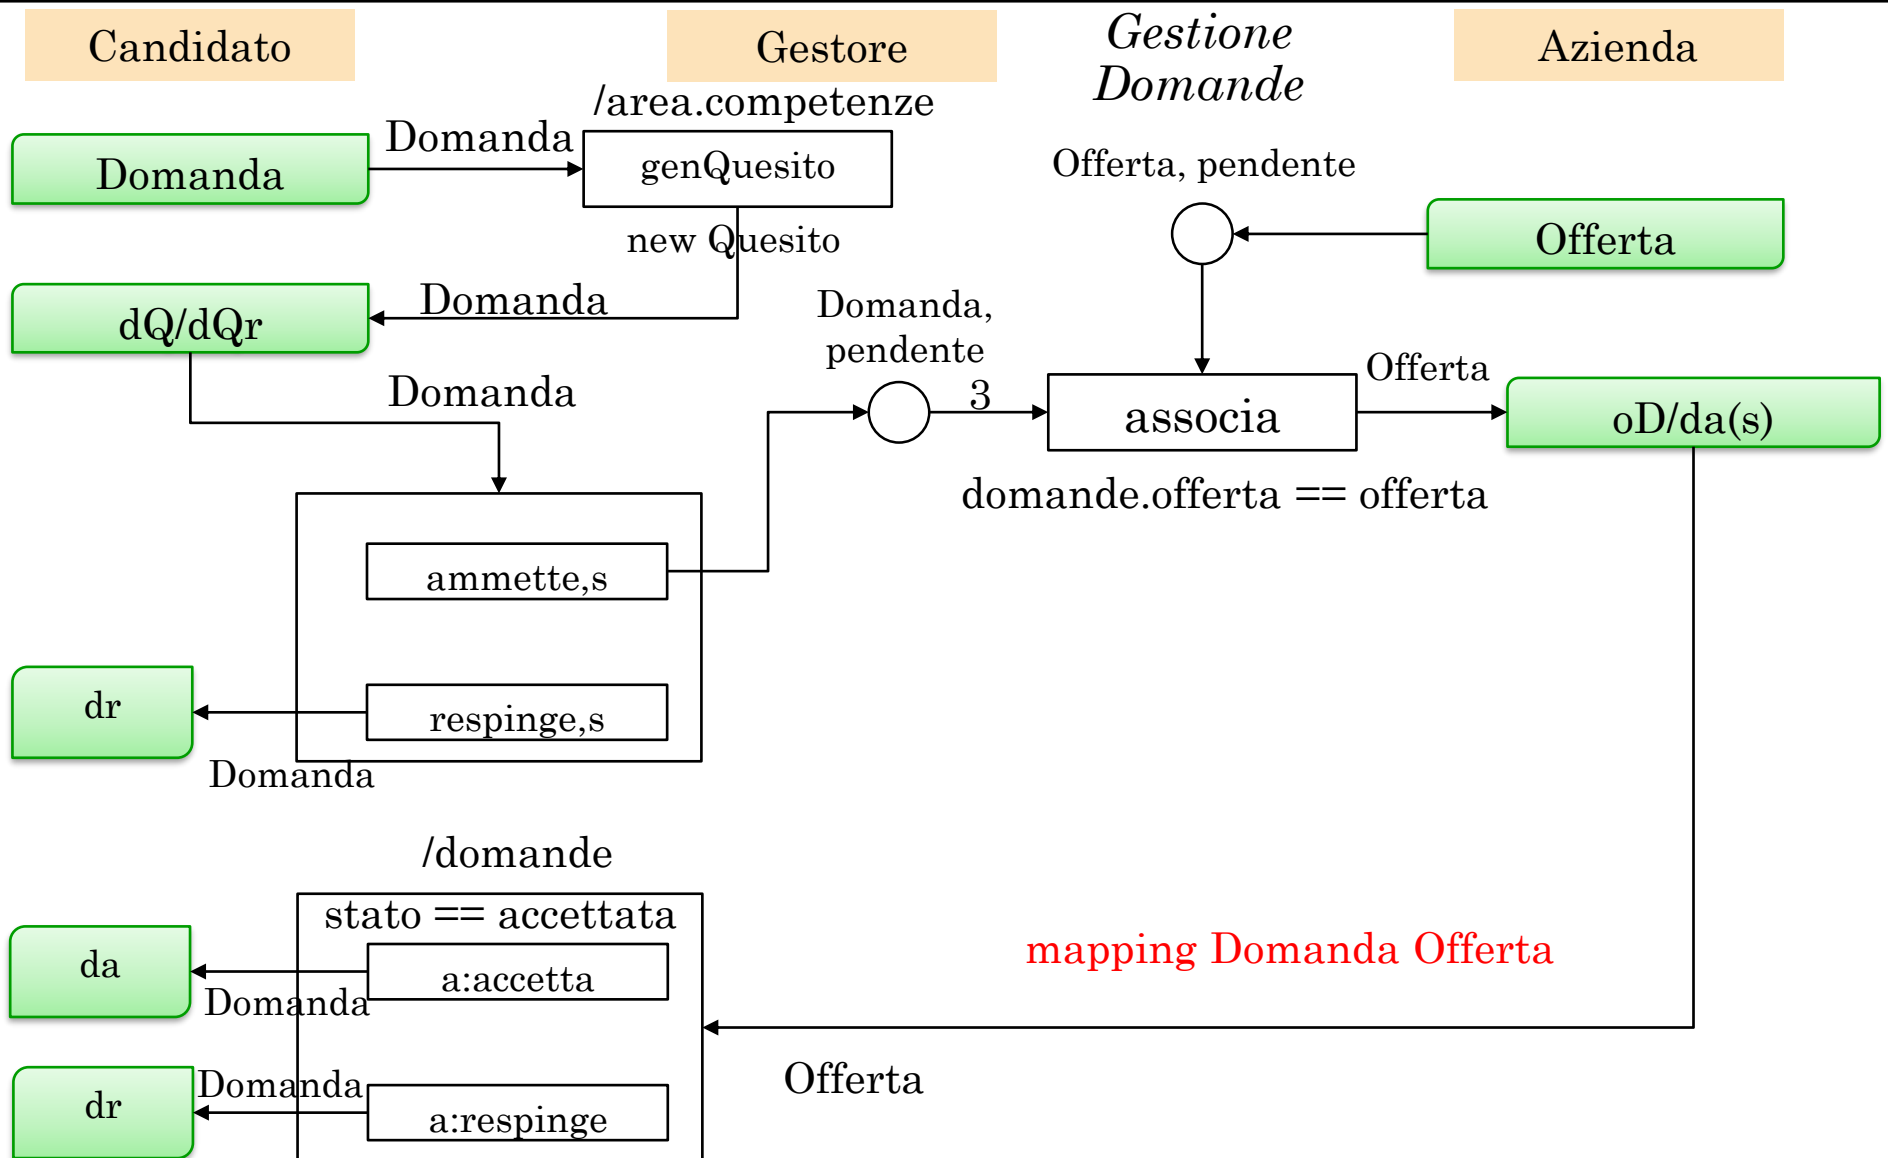 Candidato
Gestore
Gestione
Domande
Azienda
/area.competenze
Domanda
Domanda
genQuesito
Offerta, pendente
new Quesito
Offerta
dQ/dQr
Domanda
Domanda,
pendente
3
Domanda
associa
Offerta
oD/da(s)
domande.offerta == offerta
ammette,s
dr
respinge,s
Domanda
/domande
stato == accettata
da
a:accetta
Domanda
mapping Domanda Offerta
Domanda
dr
a:respinge
Offerta